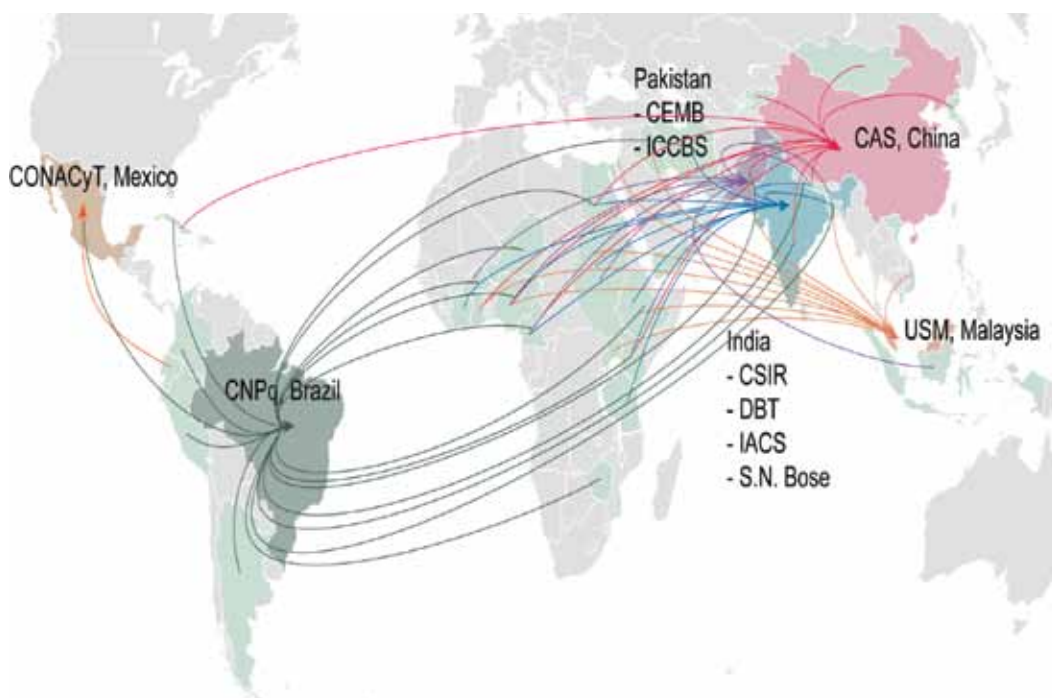 Pakistan
- CEMB
- ICCBS
CAS, China
CONACyT, Mexico
USM, Malaysia
India
- CSIR
- DBT
- IACS
- S.N. Bose
CNPq, Brazil